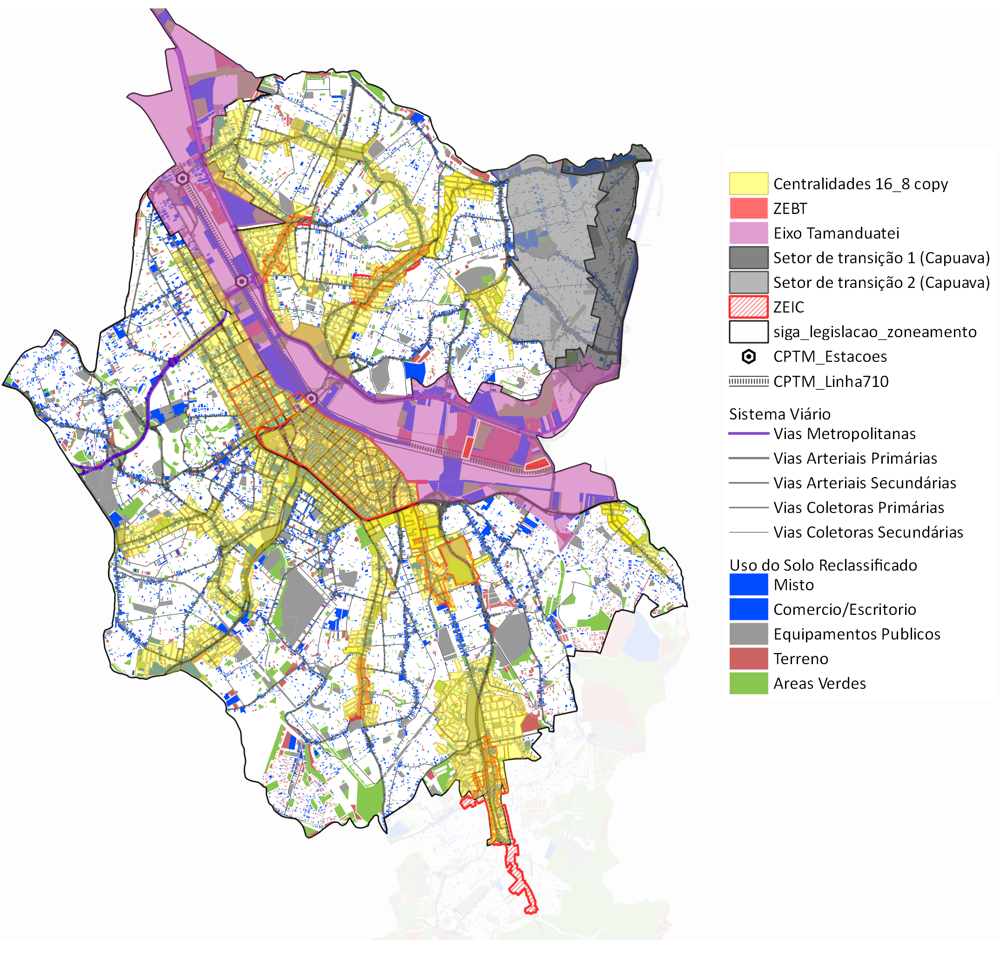 Centralidades 16_8 copy
ZEBT
Eixo Tamanduatei
Setor de transição 1 (Capuava)
Setor de transição 2 (Capuava)
ZEIC
siga_legislacao_zoneamento
CPTM_Estacoes
CPTM_Linha710
Sistema Viário
Vias Metropolitanas
Vias Arteriais Primárias
Vias Arteriais Secundárias
Vias Coletoras Primárias
Vias Coletoras Secundárias
Uso do Solo Reclassificado
Misto
Comercio/Escritorio
Equipamentos Publicos
Terreno
Areas Verdes